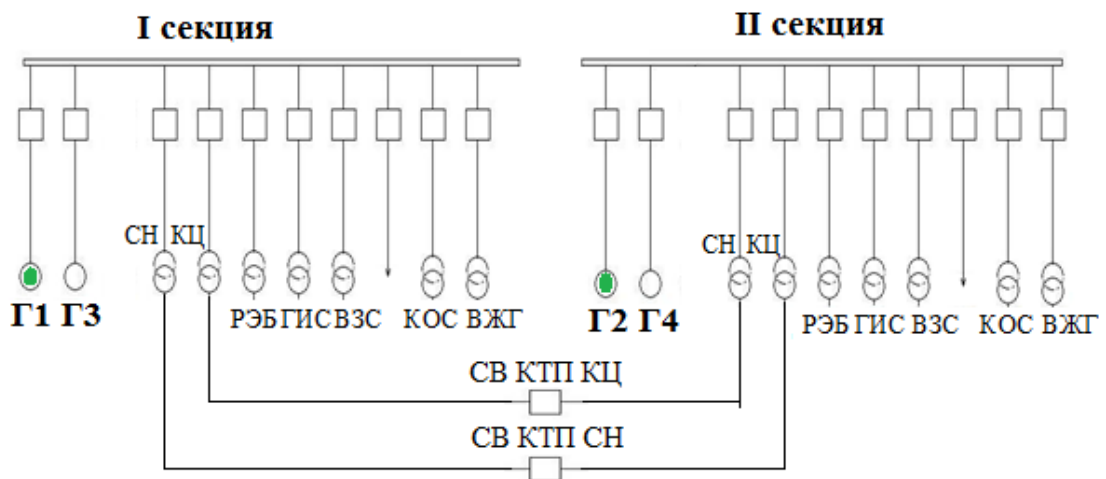 I секция II секция
СН КЦ СН КЦ
Г1 Г3 РЭБ ГИС ВЗС КОС ВЖГ Г2 Г4 РЭБ ГИС ВЗС КОС ВЖГ
СВ КТП КЦ
СВ КТП СН